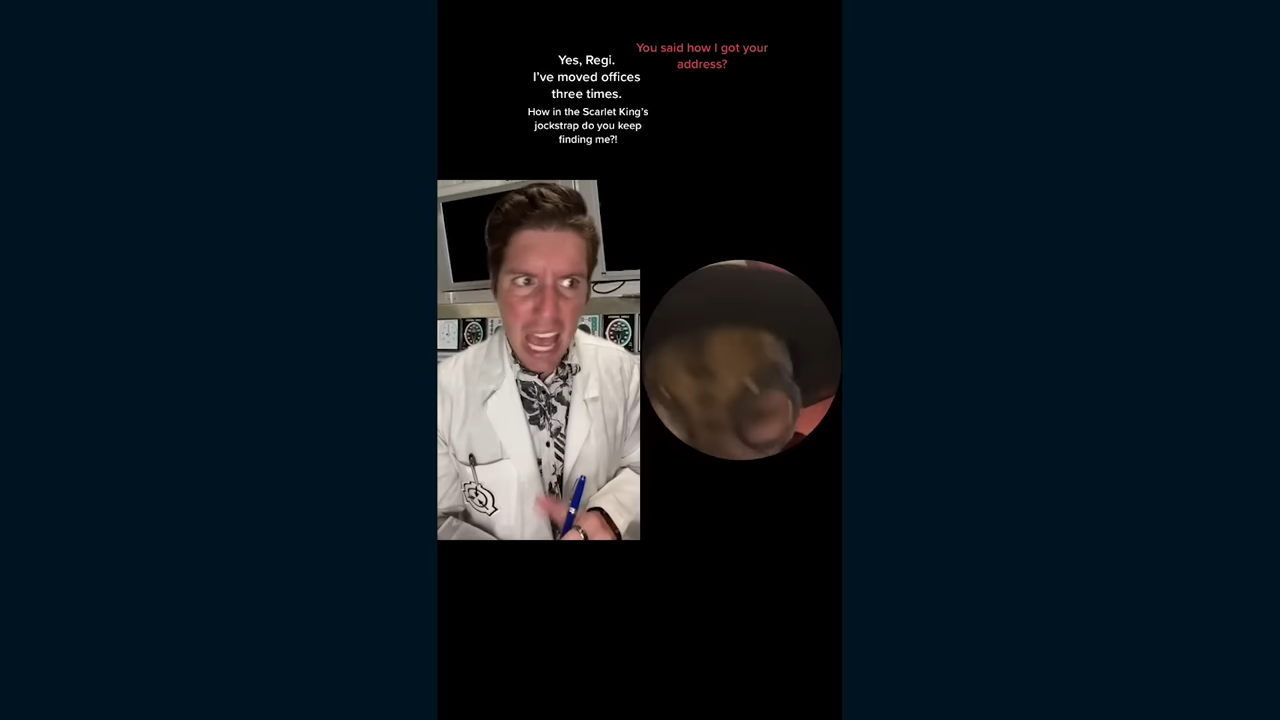 You said how I got your
address?
Yes, Regi.
I've moved offices
three times.
How in the Scarlet King's
jockstrap do you keep
finding me?!